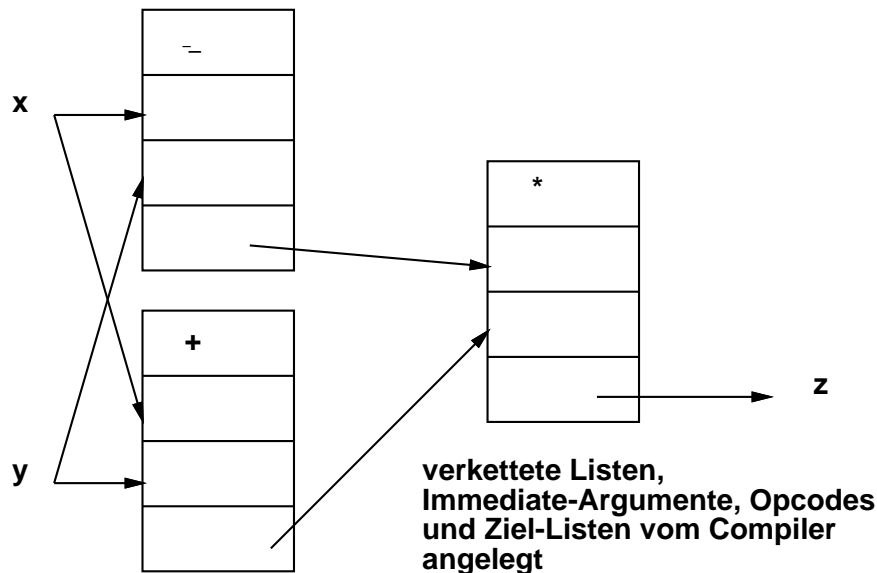 -
x
*
+
z
y
verkettete Listen,
Immediate-Argumente, Opcodes
und Ziel-Listen vom Compiler
angelegt